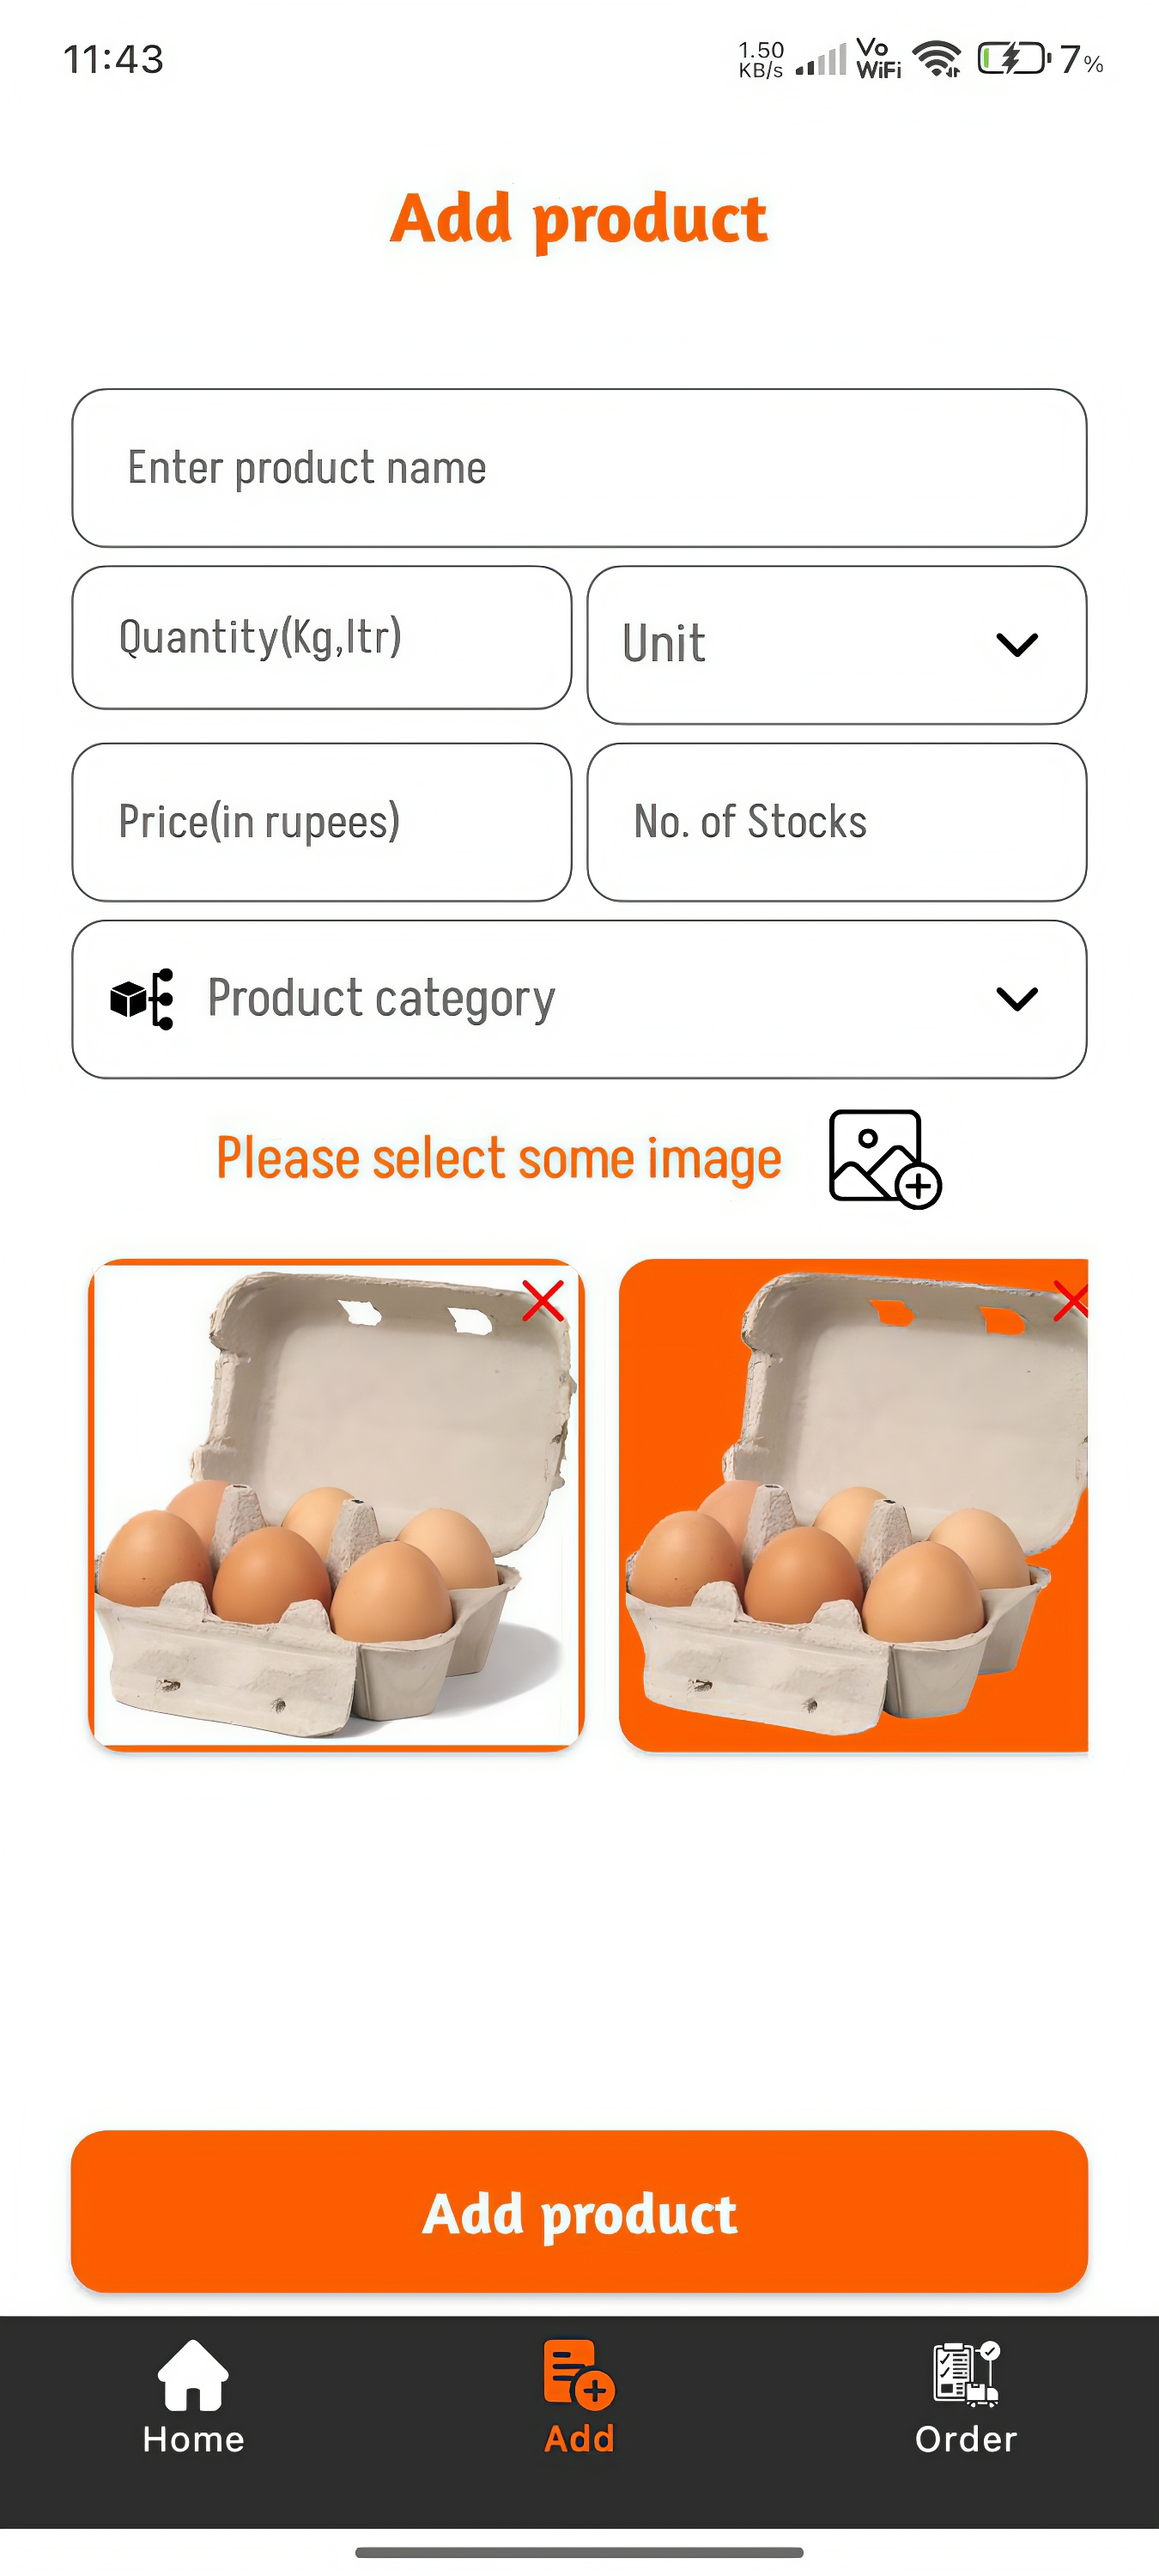 11:43
1.50
KB/s
Vo
WiFi
7%
Add product
Enter product name
Quantity(Kg,ltr)
Unit
Price(in rupees)
No. of Stocks
Product category
Please select some image
Add product
Home
Add
Order